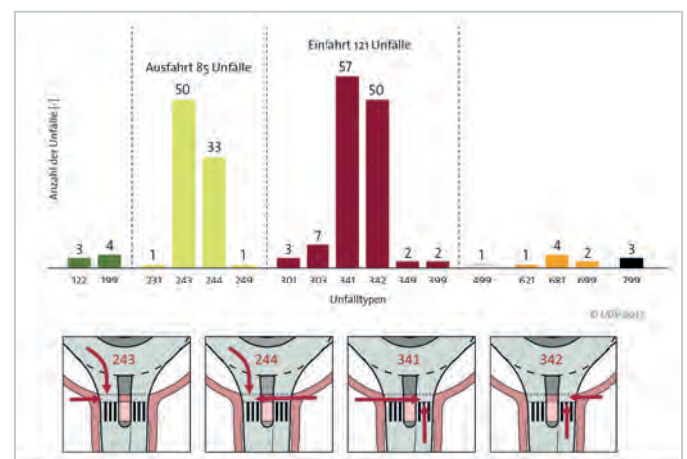 Einfahrt 121 Unfälle
Ausfahrt 85 Unfälle
Anzahl der Unfälle [-]
3 4 1 50 33 1 3 7 57 50 2 2 1 1 4 2 3
122 199 231 243 244 249 301 303 341 342 349 399 499 621 681 699 799
Unfalltypen
© UDV 2017
243 244 341 342